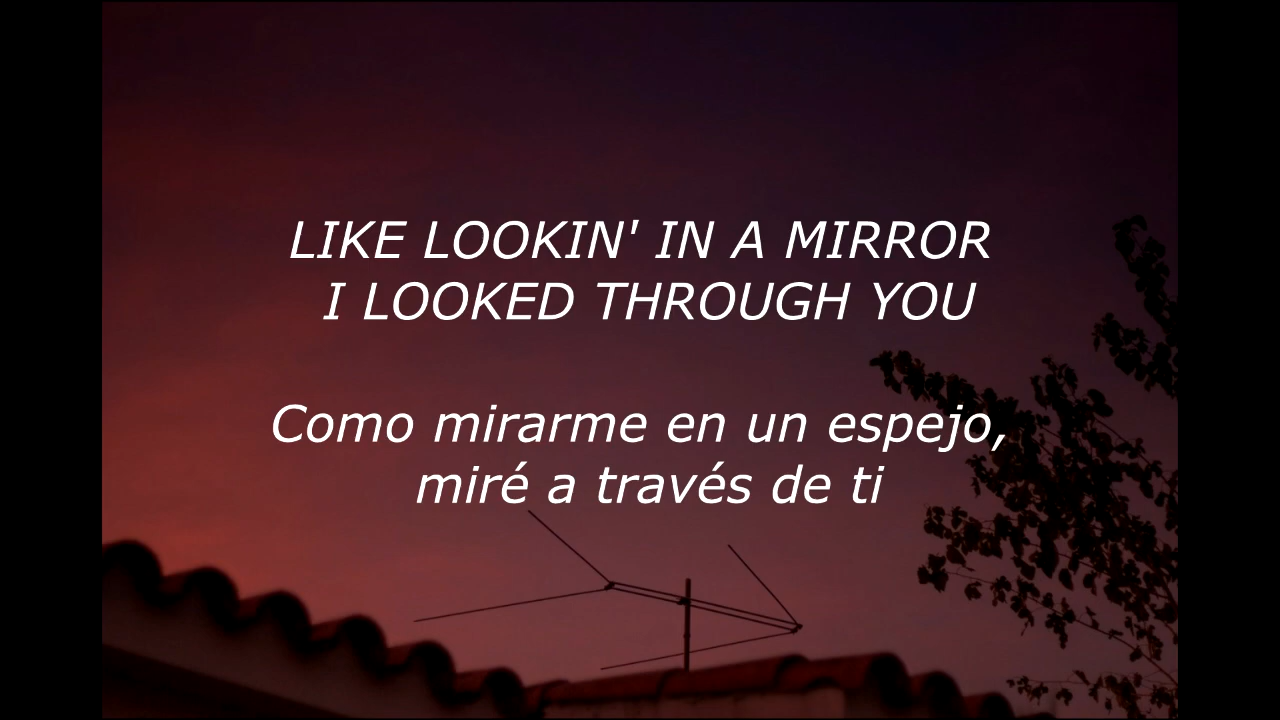 LIKE LOOKIN' IN A MIRROR
I LOOKED THROUGH YOU
Como mirarme en un espejo,
miré a través de ti